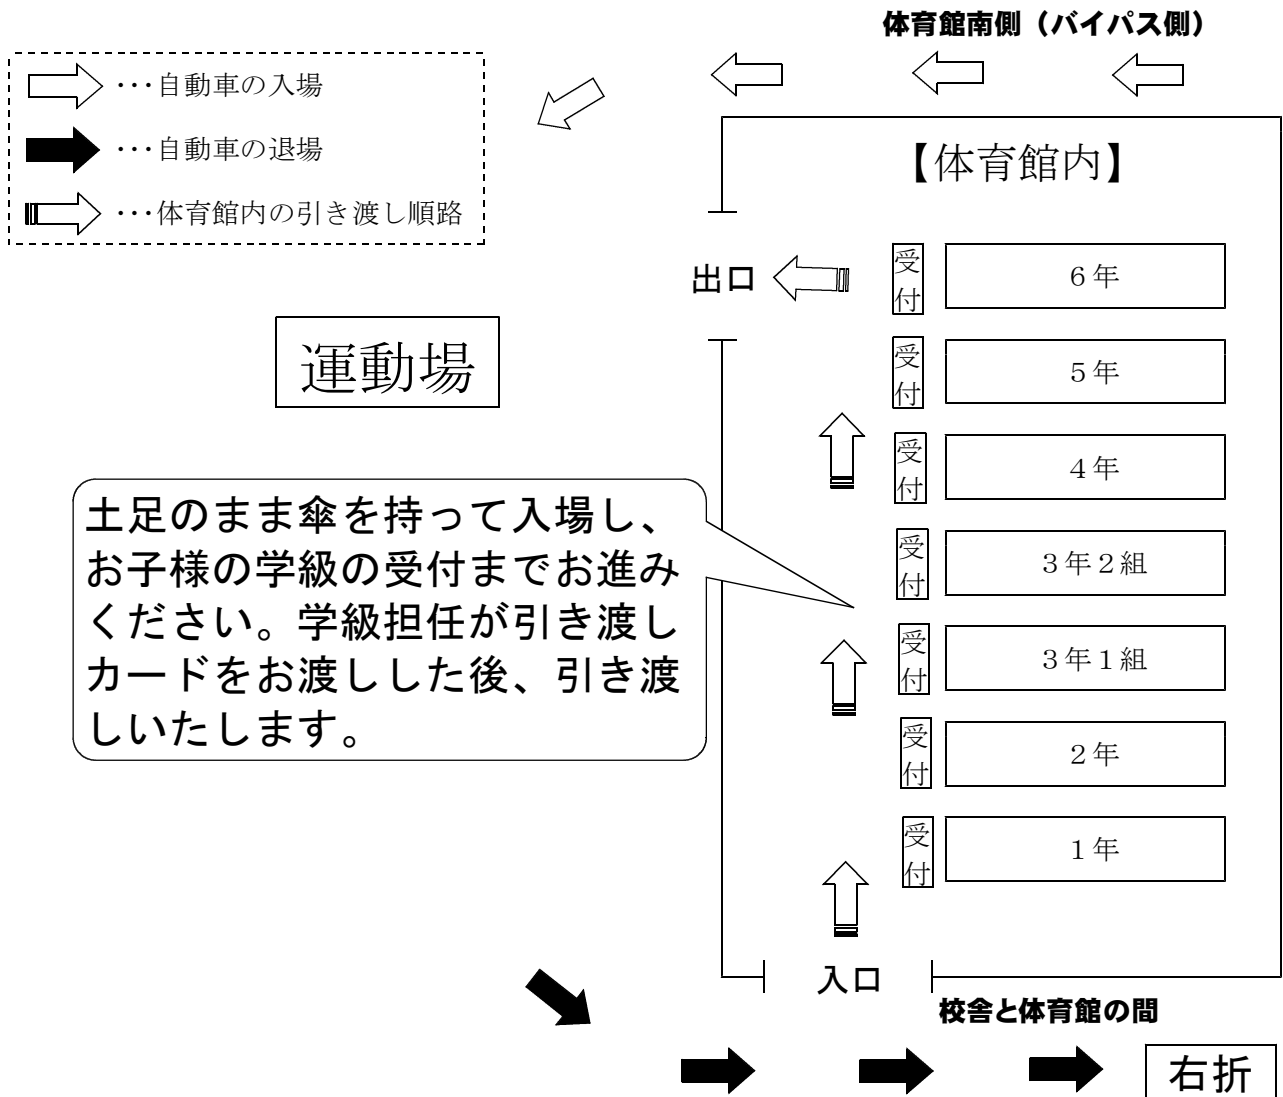 体育館南側（バイパス側）
･･･自動車の入場
･･･自動車の退場
･･･体育館内の引き渡し順路
【体育館内】
出口
受付
６年
運動場
受付
５年
受付
４年
土足のまま傘を持って入場し、
お子様の学級の受付までお進み
ください。学級担任が引き渡し
カードをお渡しした後、引き渡
しいたします。
受付
３年２組
受付
３年１組
受付
２年
受付
１年
入口
校舎と体育館の間
右折